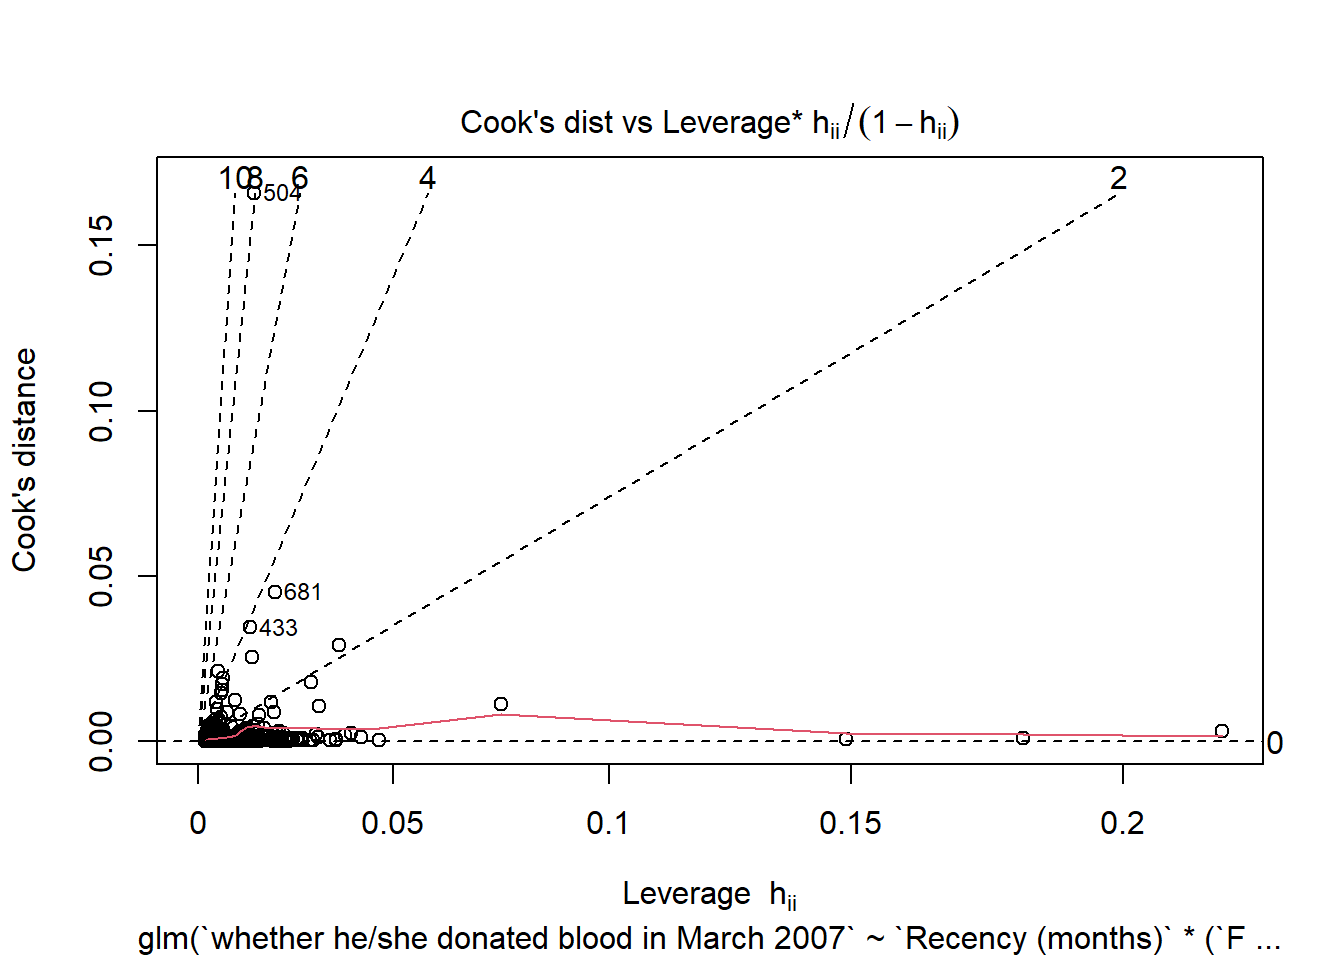 Cook's dist vs Leverage* hii/(1−hii)
10 8 6 4 2
504
0.15
0.10
0.05
0.00
681
433
0
Cook's distance
0 0.05 0.1 0.15 0.2
Leverage hii
glm(`whether he/she donated blood in March 2007` ~ `Recency (months)` * (`F ...